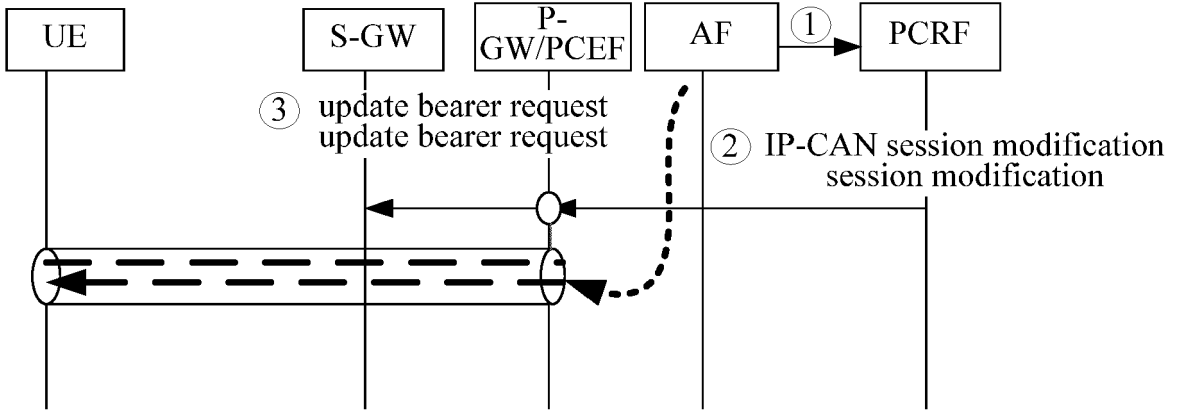 UE
S-GW
P-
GW/PCEF
AF
1
PCRF
3 update bearer request
update bearer request
2 IP-CAN session modification
session modification